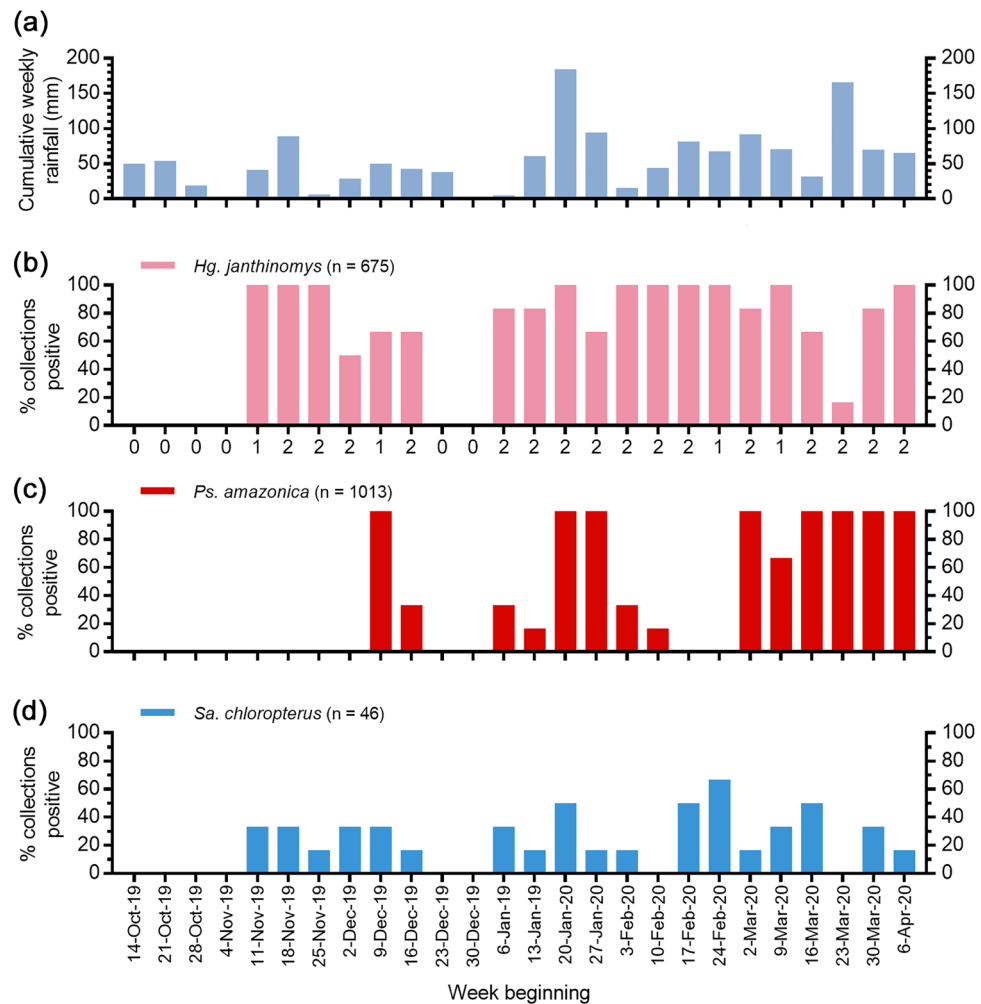 (a)
Cumulative weekly
rainfall (mm)
200
150
100
50
0
200
150
100
50
0
(b)
Hg. janthinomys (n = 675)
% collections
positive
100
80
60
40
20
0
100
80
60
40
20
0
0 0 0 0 1 2 2 2 1 2 0 0 2 2 2 2 2 2 2 1 2 1 2 2 2 2
(c)
Ps. amazonica (n = 1013)
% collections
positive
100
80
60
40
20
0
100
80
60
40
20
0
(d)
Sa. chloropterus (n = 46)
% collections
positive
100
80
60
40
20
0
100
80
60
40
20
0
14-Oct-19
21-Oct-19
28-Oct-19
4-Nov-19
11-Nov-19
18-Nov-19
25-Nov-19
2-Dec-19
9-Dec-19
16-Dec-19
23-Dec-19
30-Dec-19
6-Jan-19
13-Jan-19
20-Jan-20
27-Jan-20
3-Feb-20
10-Feb-20
17-Feb-20
24-Feb-20
2-Mar-20
9-Mar-20
16-Mar-20
23-Mar-20
30-Mar-20
6-Apr-20
Week beginning